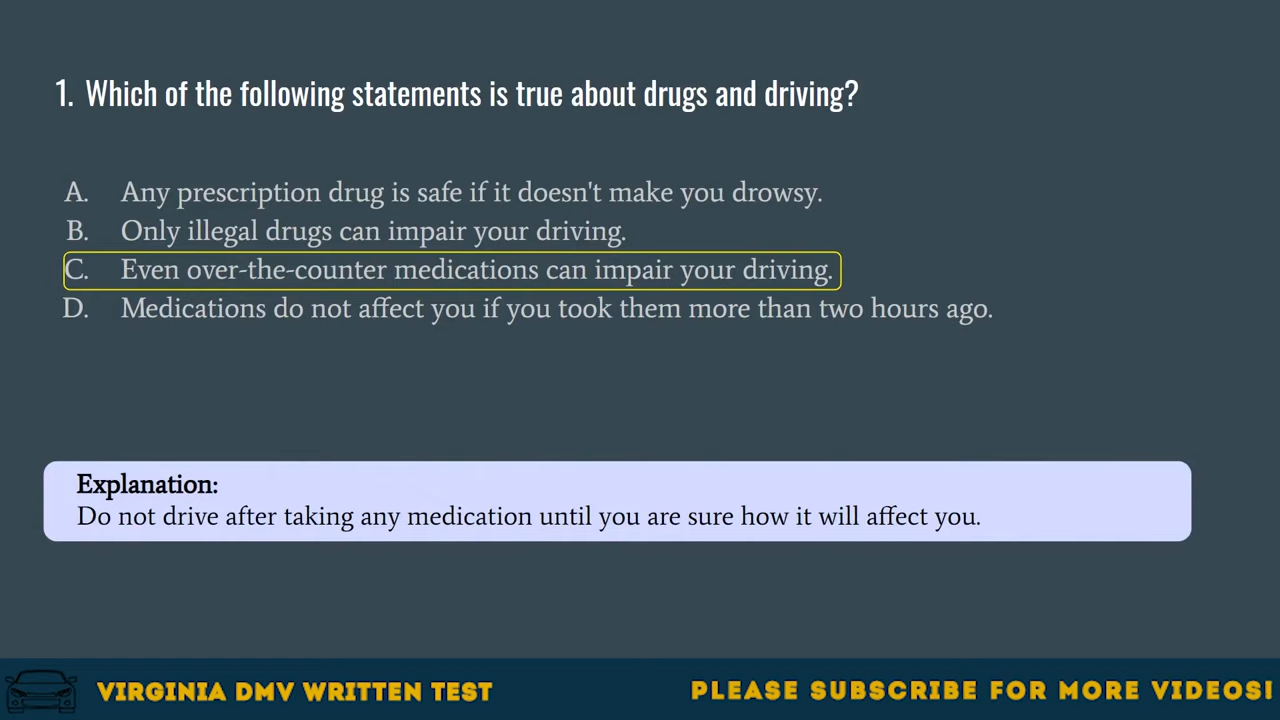 1. Which of the following statements is true about drugs and driving?
A. Any prescription drug is safe if it doesn't make you drowsy.
B. Only illegal drugs can impair your driving.
C. Even over-the-counter medications can impair your driving.
D. Medications do not affect you if you took them more than two hours ago.
Explanation:
Do not drive after taking any medication until you are sure how it will affect you.
VIRGINIA DMV WRITTEN TEST
PLEASE SUBSCRIBE FOR MORE VIDEOS!